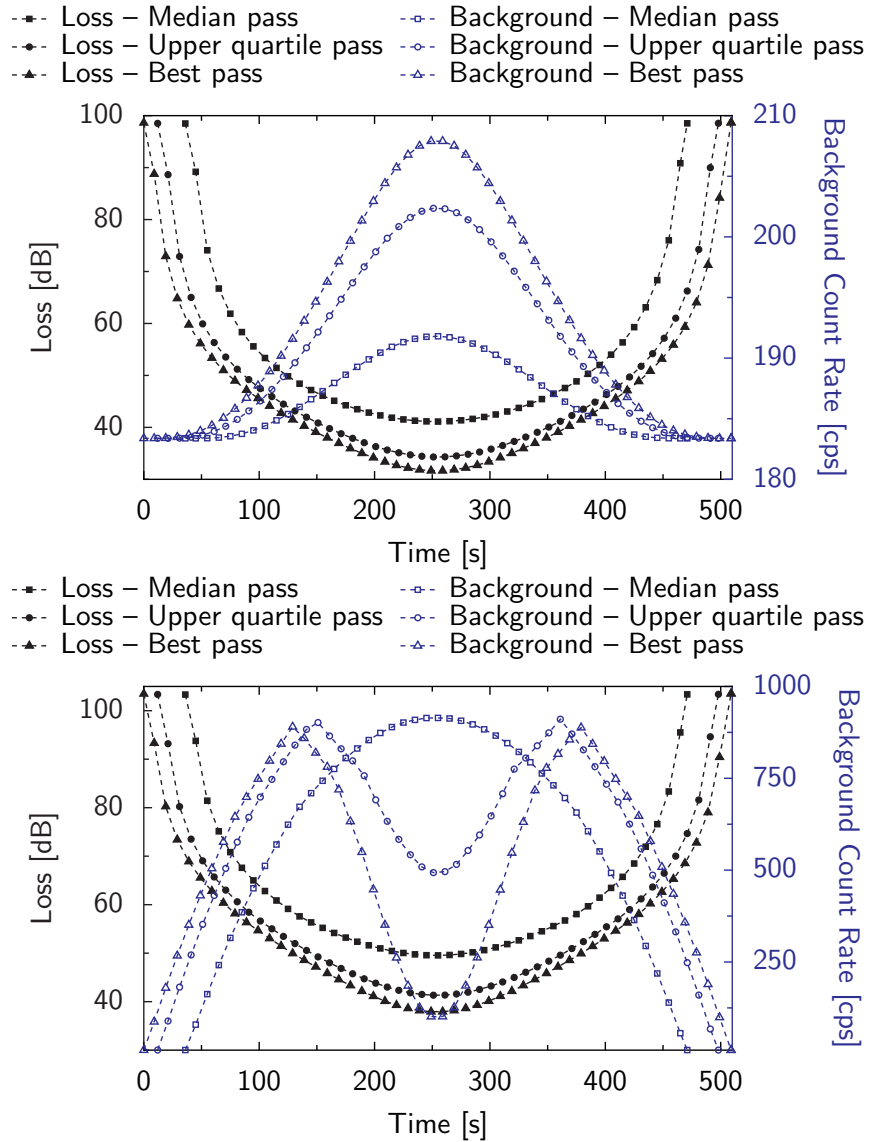 Loss – Median pass Background – Median pass
Loss – Upper quartile pass Background – Upper quartile pass
Loss – Best pass Background – Best pass
100 210
80 200
60 190
40 180
Loss [dB]
Background Count Rate [cps]
0 100 200 300 400 500
Time [s]
Loss – Median pass Background – Median pass
Loss – Upper quartile pass Background – Upper quartile pass
Loss – Best pass Background – Best pass
100 1000
80 750
60 500
40 250
Loss [dB]
Background Count Rate [cps]
0 100 200 300 400 500
Time [s]